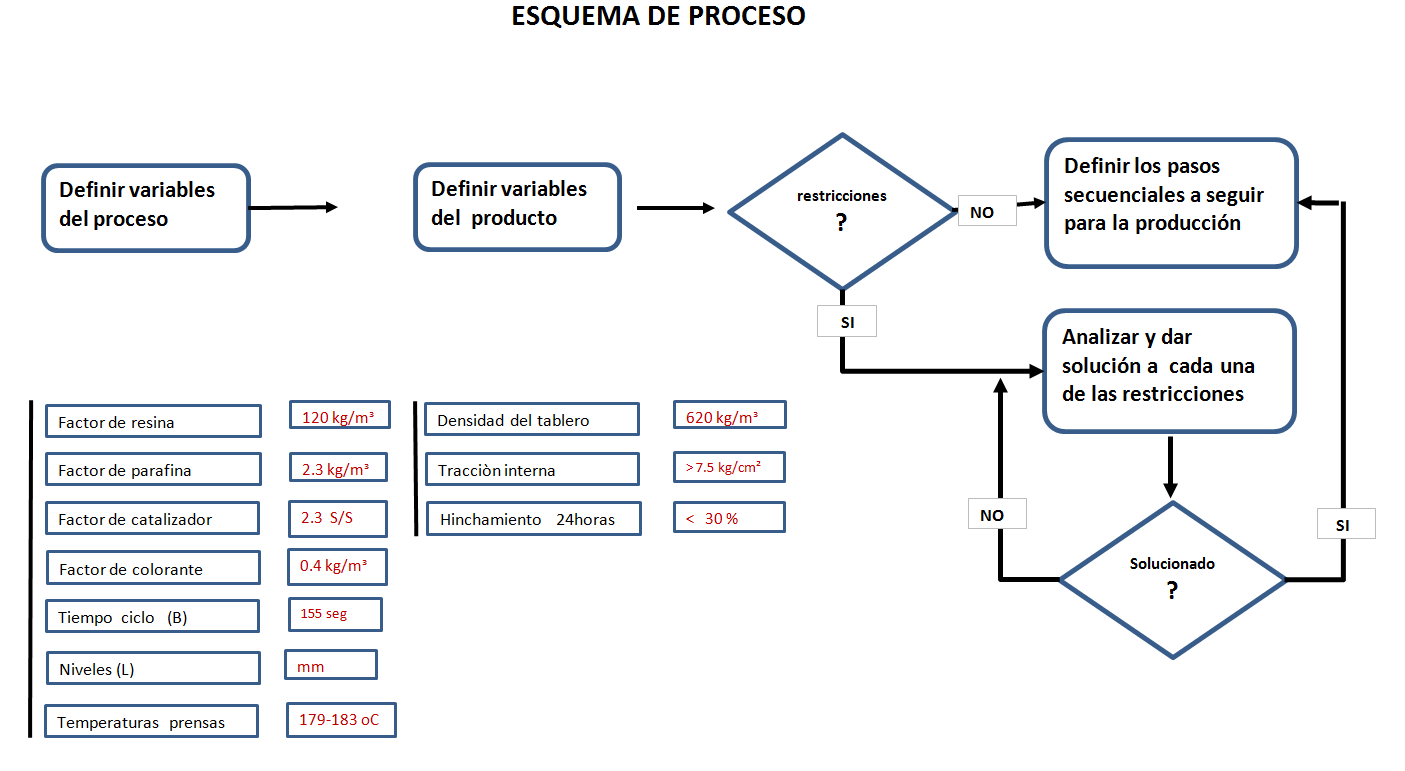 ESQUEMA DE PROCESO
Definir variables
del proceso
Definir variables
del producto
restricciones
?
NO
Definir los pasos
secuenciales a seguir
para la producción
SI
Analizar y dar
solución a cada una
de las restricciones
NO
Solucionado
?
SI
Factor de resina
120 kg/m³
Factor de parafina
2.3 kg/m³
Factor de catalizador
2.3 S/S
Factor de colorante
0.4 kg/m³
Tiempo ciclo (B)
155 seg
Niveles (L)
mm
Temperaturas prensas
179-183 oC
Densidad del tablero
620 kg/m³
Tracciòn interna
>7.5 kg/cm²
Hinchamiento 24horas
< 30 %